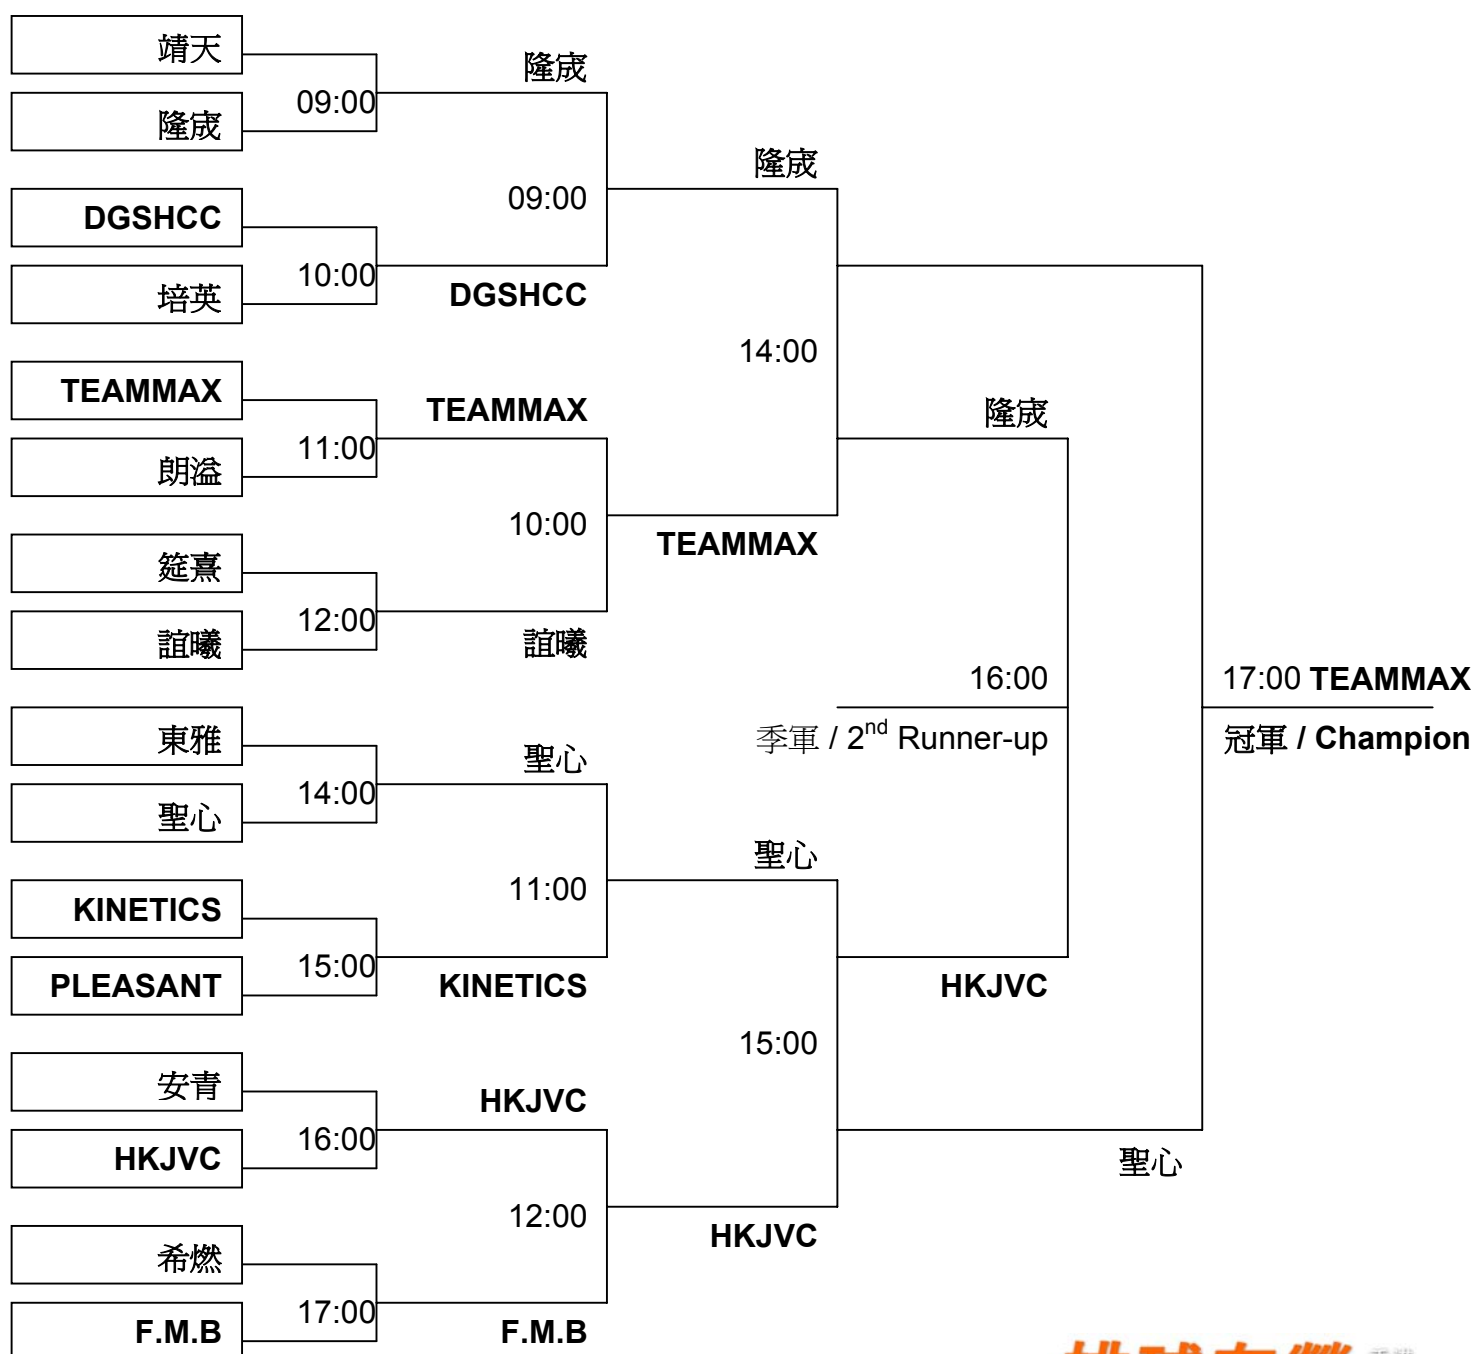 靖天
隆宬
09:00
隆宬
DGSHCC
培英
10:00
DGSHCC
09:00
隆宬
TEAMMAX
朗溢
11:00
TEAMMAX
筵熹
誼曦
12:00
誼曦
10:00
TEAMMAX
14:00
隆宬
東雅
聖心
14:00
聖心
KINETICS
PLEASANT
15:00
KINETICS
11:00
聖心
安青
HKJVC
16:00
HKJVC
希燃
F.M.B
17:00
F.M.B
12:00
HKJVC
15:00
HKJVC
聖心
16:00
季軍 / 2nd Runner-up
17:00 TEAMMAX
冠軍 / Champion